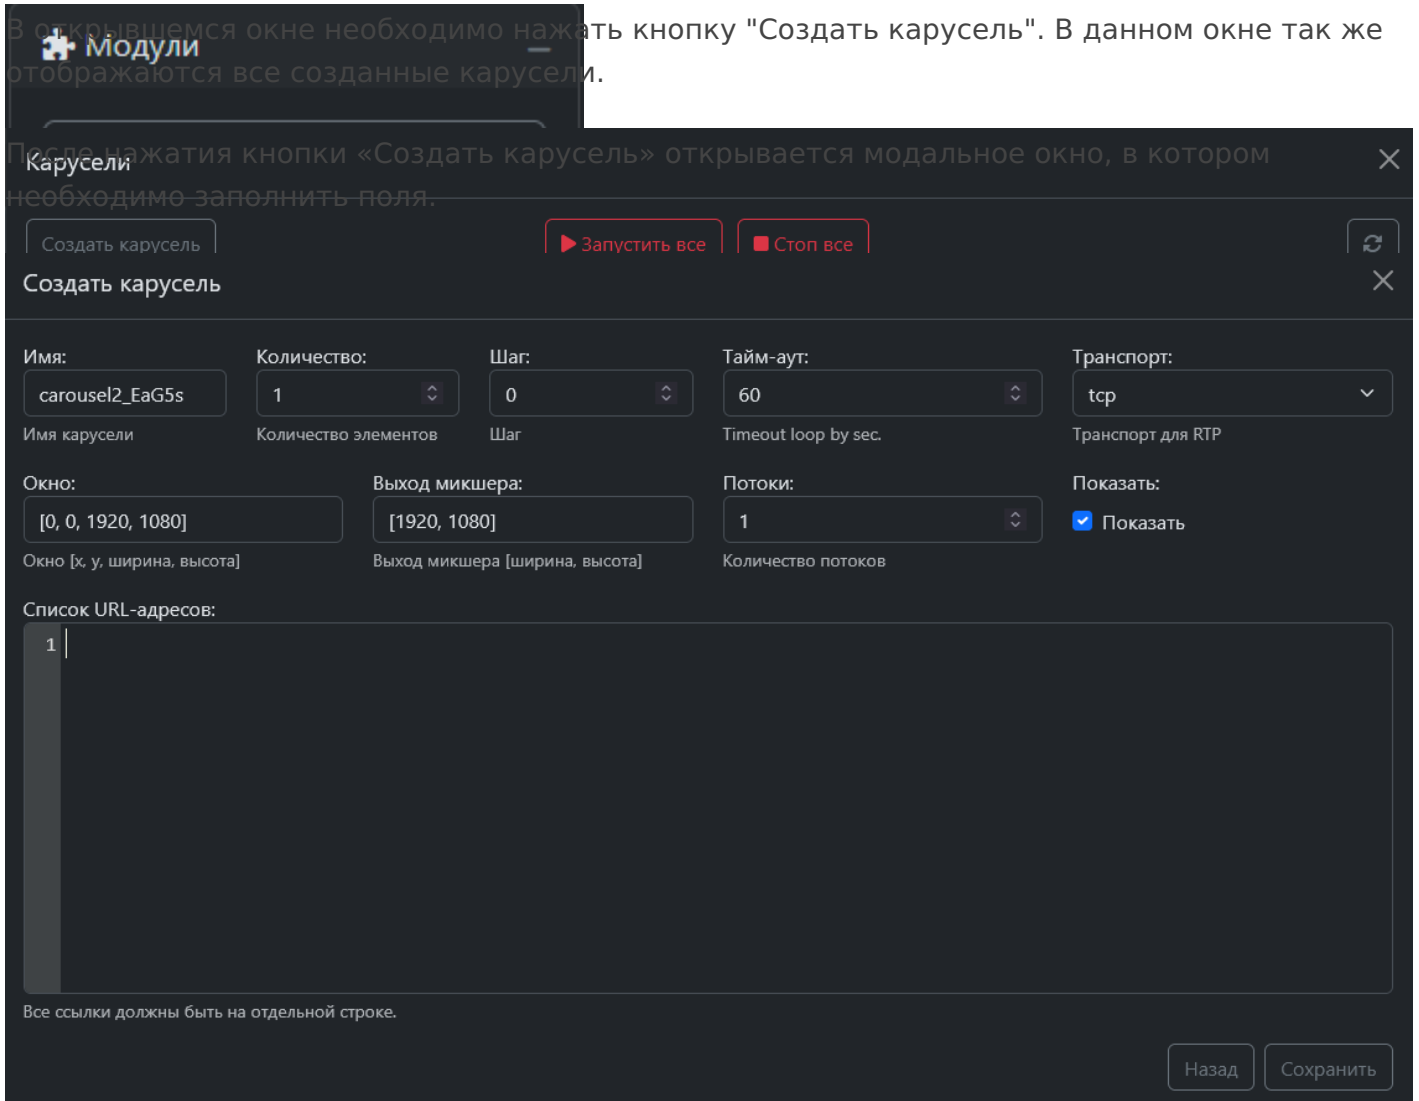 В открывшемся окне необходимо нажать кнопку "Создать карусель". В данном окне так же
отображаются все созданные карусели.
Модули
После нажатия кнопки «Создать карусель» открывается модальное окно, в котором
необходимо заполнить поля.
Карусели
Создать карусель Запустить все Стоп все
Создать карусель
Имя: Количество: Шаг: Тайм-аут: Транспорт:
carousel2_EaG5s 1 0 60 tcp
Имя карусели Количество элементов Шаг Timeout loop by sec. Транспорт для RTP
Окно: Выход микшера: Потоки: Показать:
[0, 0, 1920, 1080] [1920, 1080] 1 Показать
Окно [x, y, ширина, высота] Выход микшера [ширина, высота] Количество потоков
Список URL-адресов:
1
Все ссылки должны быть на отдельной строке.
Назад Сохранить